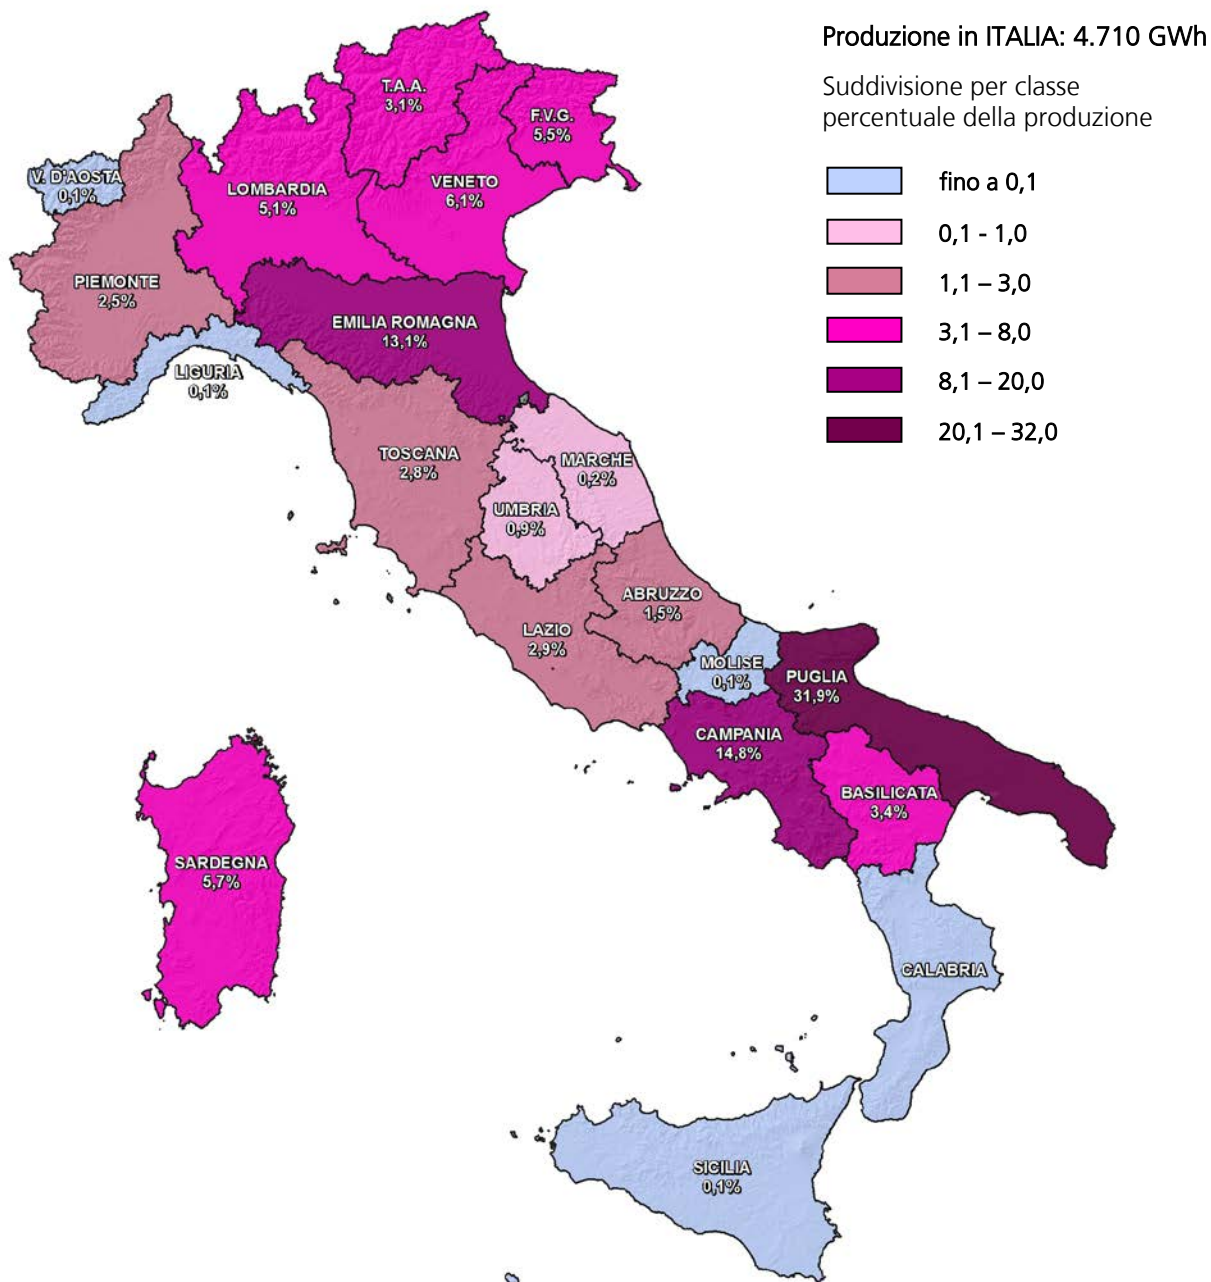 Produzione in ITALIA: 4.710 GWh
Suddivisione per classe
percentuale della produzione
fino a 0,1
0,1 - 1,0
1,1 – 3,0
3,1 – 8,0
8,1 – 20,0
20,1 – 32,0
T.A.A.
3,1%
F.V.G.
5,5%
V. D'AOSTA
0,1%
LOMBARDIA
5,1%
VENETO
6,1%
PIEMONTE
2,5%
EMILIA ROMAGNA
13,1%
LIGURIA
0,1%
TOSCANA
2,8%
MARCHE
0,2%
UMBRIA
0,9%
ABRUZZO
1,5%
LAZIO
2,9%
MOLISE
0,1%
PUGLIA
31,9%
CAMPANIA
14,8%
BASILICATA
3,4%
SARDEGNA
5,7%
CALABRIA
SICILIA
0,1%